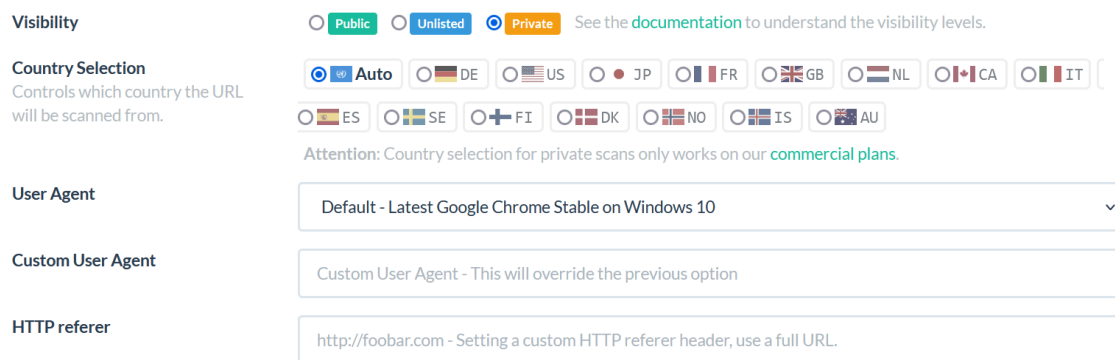 Visibility Public Unlisted Private See the documentation to understand the visibility levels.
Country Selection
Controls which country the URL
will be scanned from.
Auto DE US JP FR GB NL CA IT
ES SE FI DK NO IS AU
Attention: Country selection for private scans only works on our commercial plans.
User Agent
Default - Latest Google Chrome Stable on Windows 10
Custom User Agent
Custom User Agent - This will override the previous option
HTTP referer
http://foobar.com - Setting a custom HTTP referer header, use a full URL.